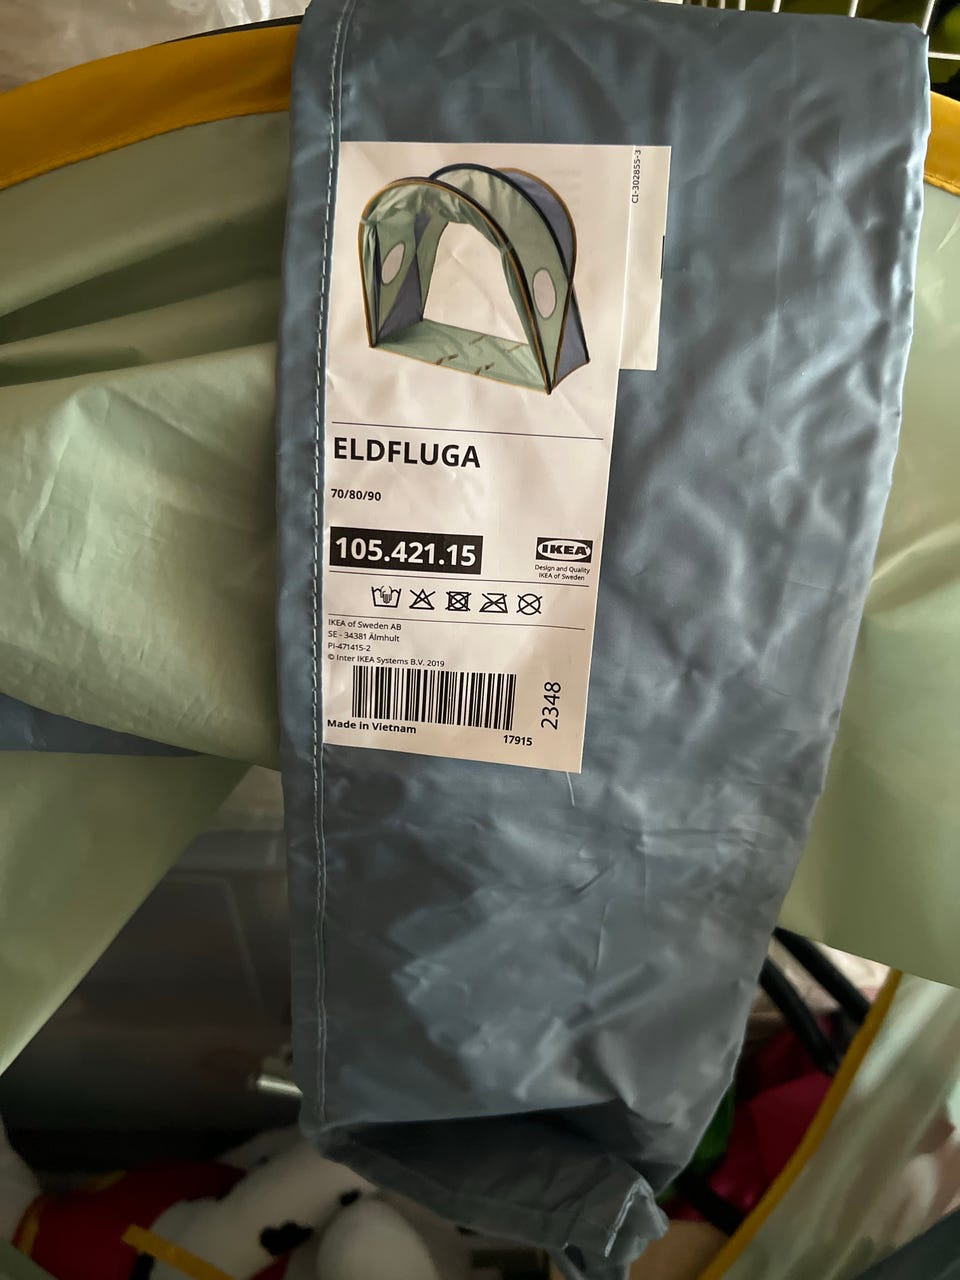 CI-302855-3
ELDFLUGA
70/80/90
105.421.15
IKEA
Design and Quality
IKEA of Sweden
IKEA of Sweden AB
SE - 34381 Älmhult
PI-471415-2
© Inter IKEA Systems B.V. 2019
2348
Made in Vietnam
17915